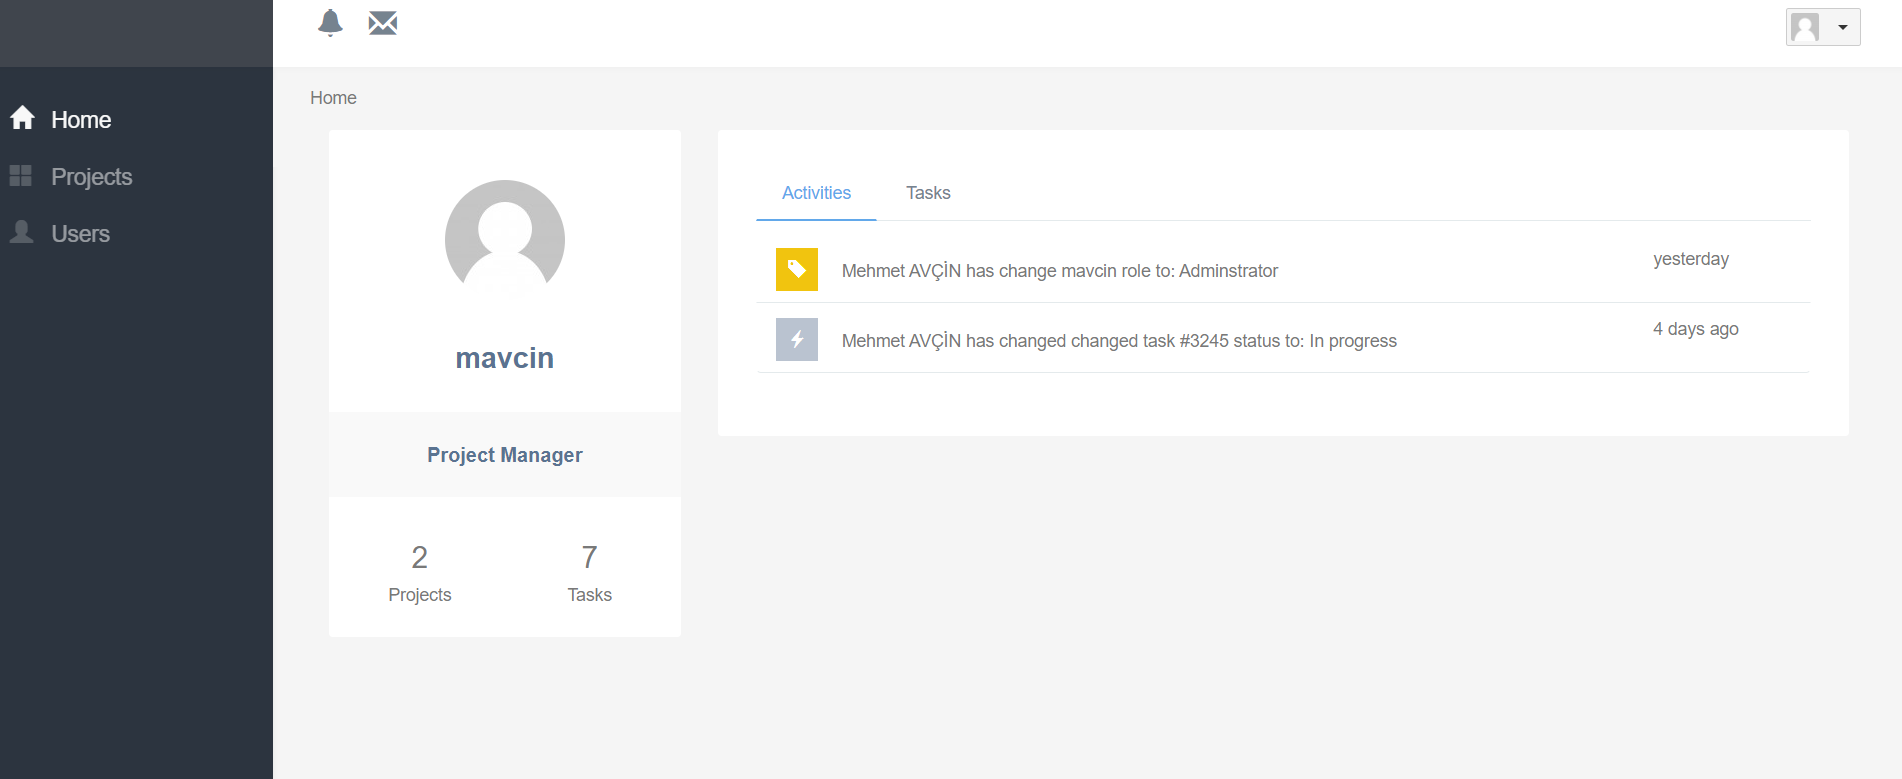 Home
Projects
Users
Home
mavcin
Project Manager
2
Projects
7
Tasks
Activities
Tasks
Mehmet AVÇİN has change mavcin role to: Adminstrator
yesterday
Mehmet AVÇİN has changed changed task #3245 status to: In progress
4 days ago